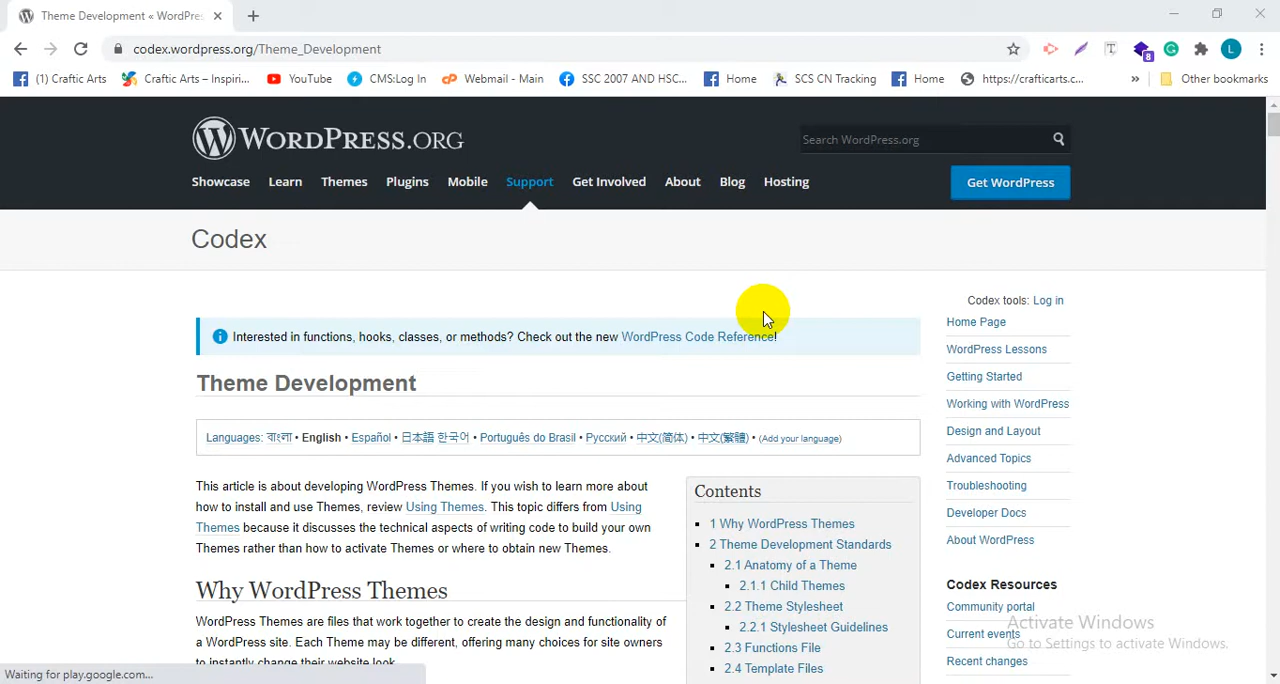 Theme Development « WordPres
codex.wordpress.org/Theme_Development
T
8
L
(1) Craftic Arts
Craftic Arts – Inspiri...
YouTube
CMS:Log In
Webmail - Main
SSC 2007 AND HSC...
Home
SCS CN Tracking
Home
https://crafticarts.c...
»
Other bookmarks
WORDPRESS.ORG
Search WordPress.org
Showcase
Learn
Themes
Plugins
Mobile
Support
Get Involved
About
Blog
Hosting
Get WordPress
Codex
Interested in functions, hooks, classes, or methods? Check out the new WordPress Code Reference!
Theme Development
Languages: বাংলা • English • Español • 日本語 한국어 • Português do Brasil • Русский • 中文(简体) • 中文(繁體) • (Add your language)
This article is about developing WordPress Themes. If you wish to learn more about
how to install and use Themes, review Using Themes. This topic differs from Using
Themes because it discusses the technical aspects of writing code to build your own
Themes rather than how to activate Themes or where to obtain new Themes.
Why WordPress Themes
WordPress Themes are files that work together to create the design and functionality of
a WordPress site. Each Theme may be different, offering many choices for site owners
to instantly change their website look.
Contents
1 Why WordPress Themes
2 Theme Development Standards
2.1 Anatomy of a Theme
2.1.1 Child Themes
2.2 Theme Stylesheet
2.2.1 Stylesheet Guidelines
2.3 Functions File
2.4 Template Files
Codex tools: Log in
Home Page
WordPress Lessons
Getting Started
Working with WordPress
Design and Layout
Advanced Topics
Troubleshooting
Developer Docs
About WordPress
Codex Resources
Community portal
Current events
Recent changes
Activate Windows
Go to Settings to activate Windows.
Waiting for play.google.com...